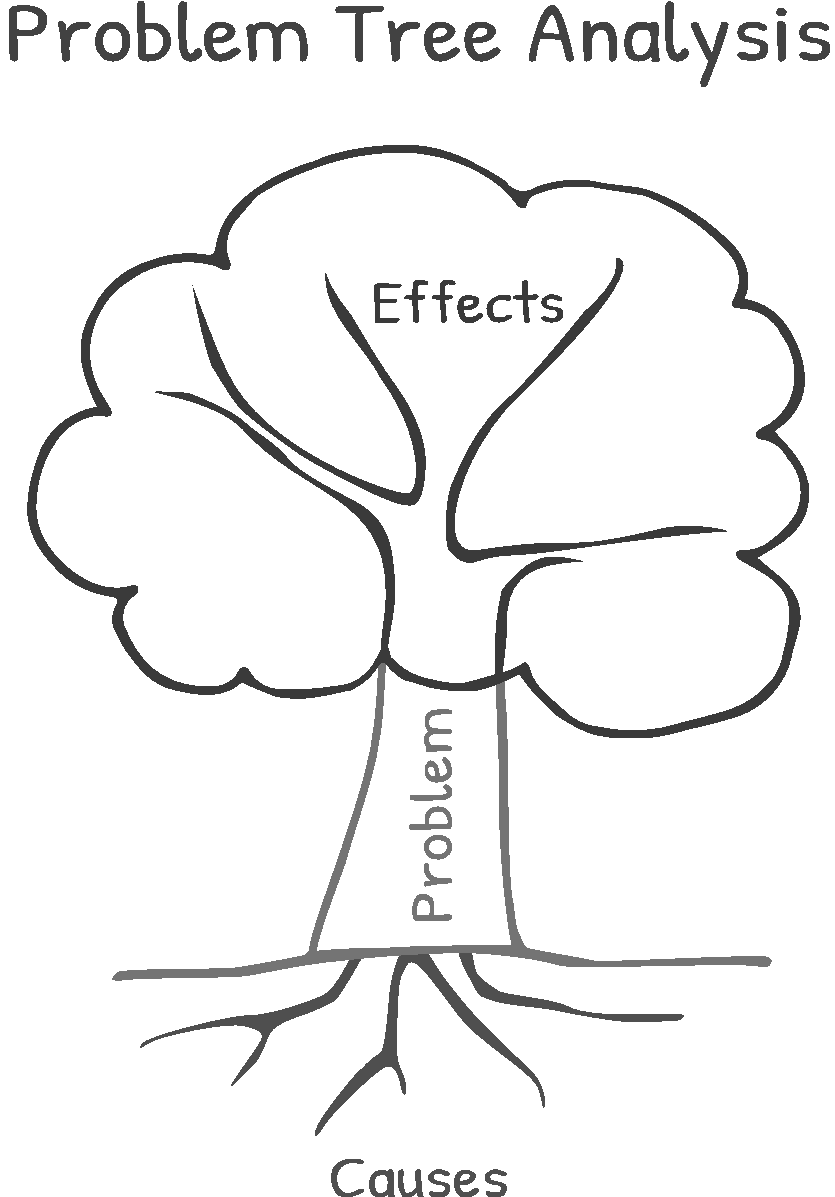 Problem Tree Analysis
Effects
Problem
Causes